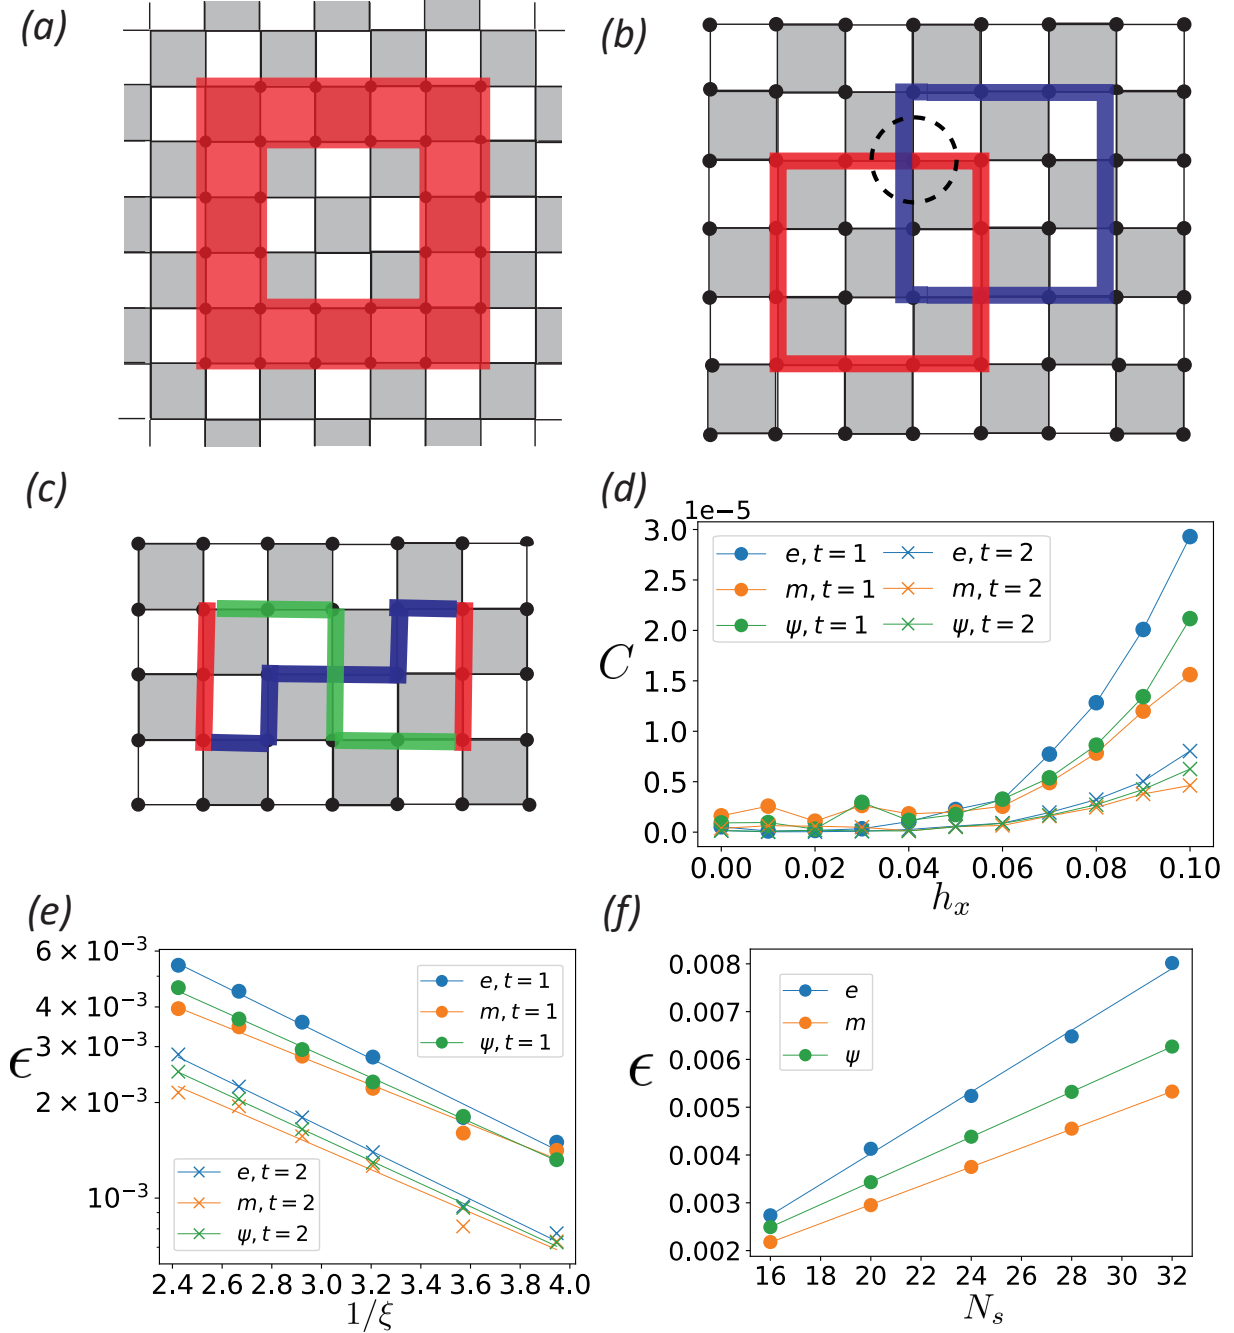 (a)
(b)
(c)
(d)
1e−5
3.0
2.5
2.0
1.5
1.0
0.5
0.0
C
e, t = 1
m, t = 1
ψ, t = 1
e, t = 2
m, t = 2
ψ, t = 2
0.00 0.02 0.04 0.06 0.08 0.10
h_x
(e)
6 × 10⁻³
4 × 10⁻³
3 × 10⁻³
2 × 10⁻³
10⁻³
ϵ
e, t = 1
m, t = 1
ψ, t = 1
e, t = 2
m, t = 2
ψ, t = 2
2.4 2.6 2.8 3.0 3.2 3.4 3.6 3.8 4.0
1/ξ
(f)
0.008
0.007
0.006
0.005
0.004
0.003
0.002
ϵ
e
m
ψ
16 18 20 22 24 26 28 30 32
N_s